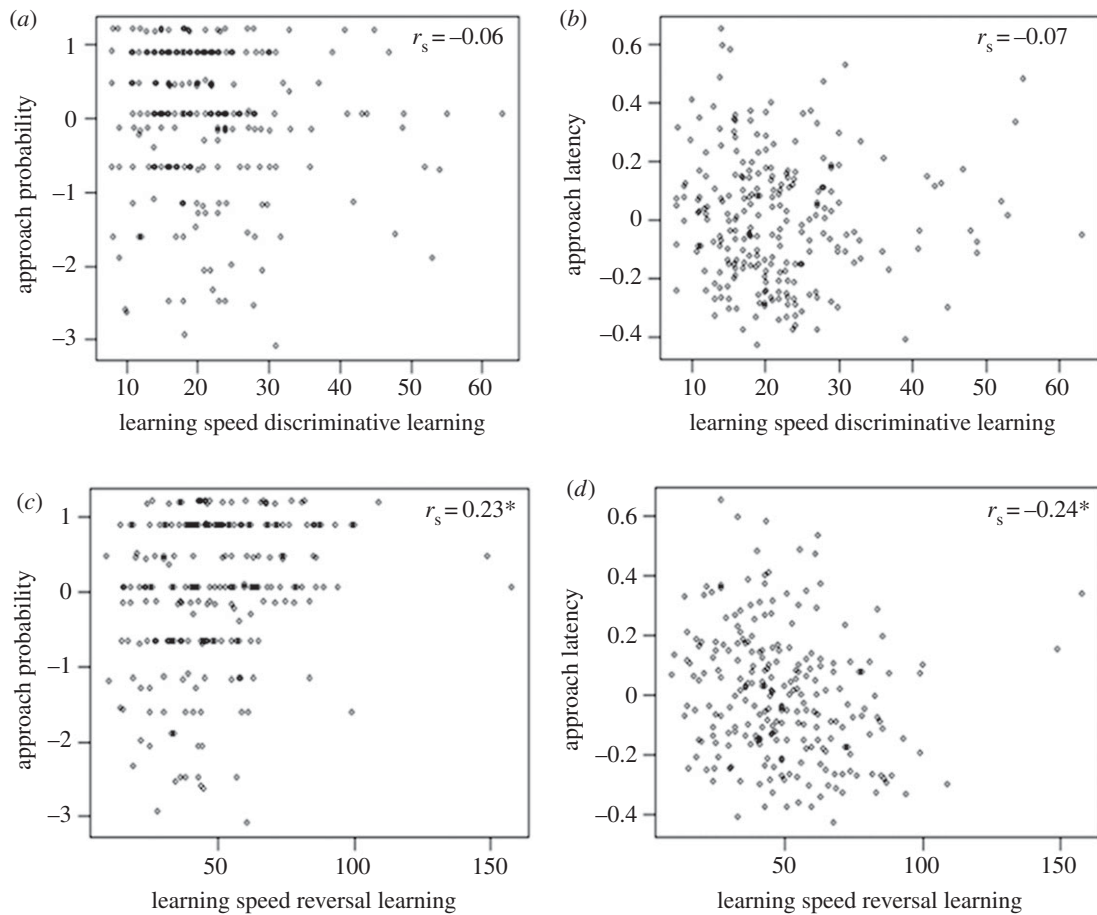 (a)
r_s = –0.06
1
0
–1
–2
–3
approach probability
10 20 30 40 50 60
learning speed discriminative learning
(b)
r_s = –0.07
0.6
0.4
0.2
0
–0.2
–0.4
approach latency
10 20 30 40 50 60
learning speed discriminative learning
(c)
r_s = 0.23*
1
0
–1
–2
–3
approach probability
50 100 150
learning speed reversal learning
(d)
r_s = –0.24*
0.6
0.4
0.2
0
–0.2
–0.4
approach latency
50 100 150
learning speed reversal learning